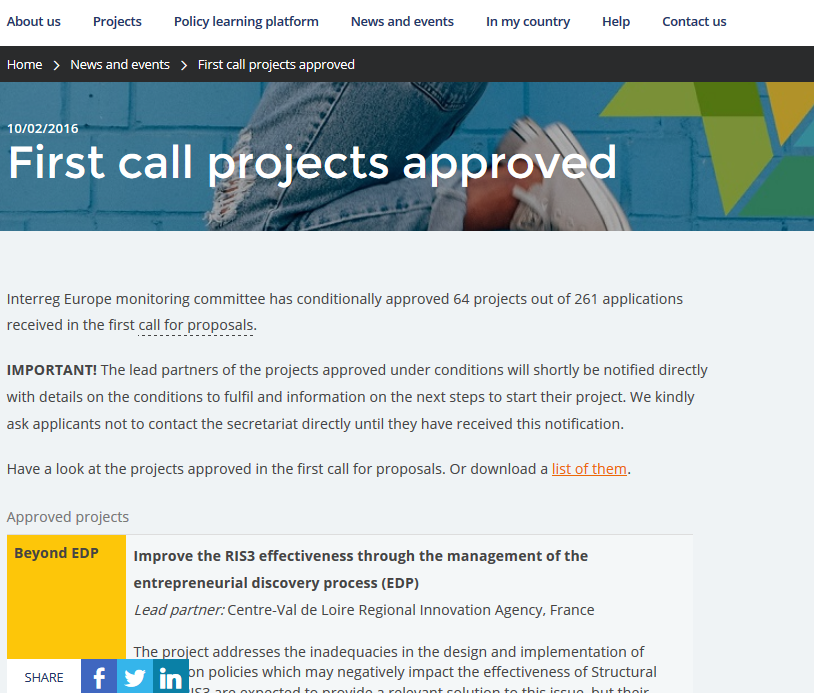 About us Projects Policy learning platform News and events In my country Help Contact us
Home > News and events > First call projects approved
10/02/2016
First call projects approved
Interreg Europe monitoring committee has conditionally approved 64 projects out of 261 applications
received in the first call for proposals.
IMPORTANT! The lead partners of the projects approved under conditions will shortly be notified directly
with details on the conditions to fulfil and information on the next steps to start their project. We kindly
ask applicants not to contact the secretariat directly until they have received this notification.
Have a look at the projects approved in the first call for proposals. Or download a list of them.
Approved projects
Beyond EDP
Improve the RIS3 effectiveness through the management of the
entrepreneurial discovery process (EDP)
Lead partner: Centre-Val de Loire Regional Innovation Agency, France
The project addresses the inadequacies in the design and implementation of
on policies which may negatively impact the effectiveness of Structural
RIS3 are expected to provide a relevant solution to this issue, but their
SHARE f in